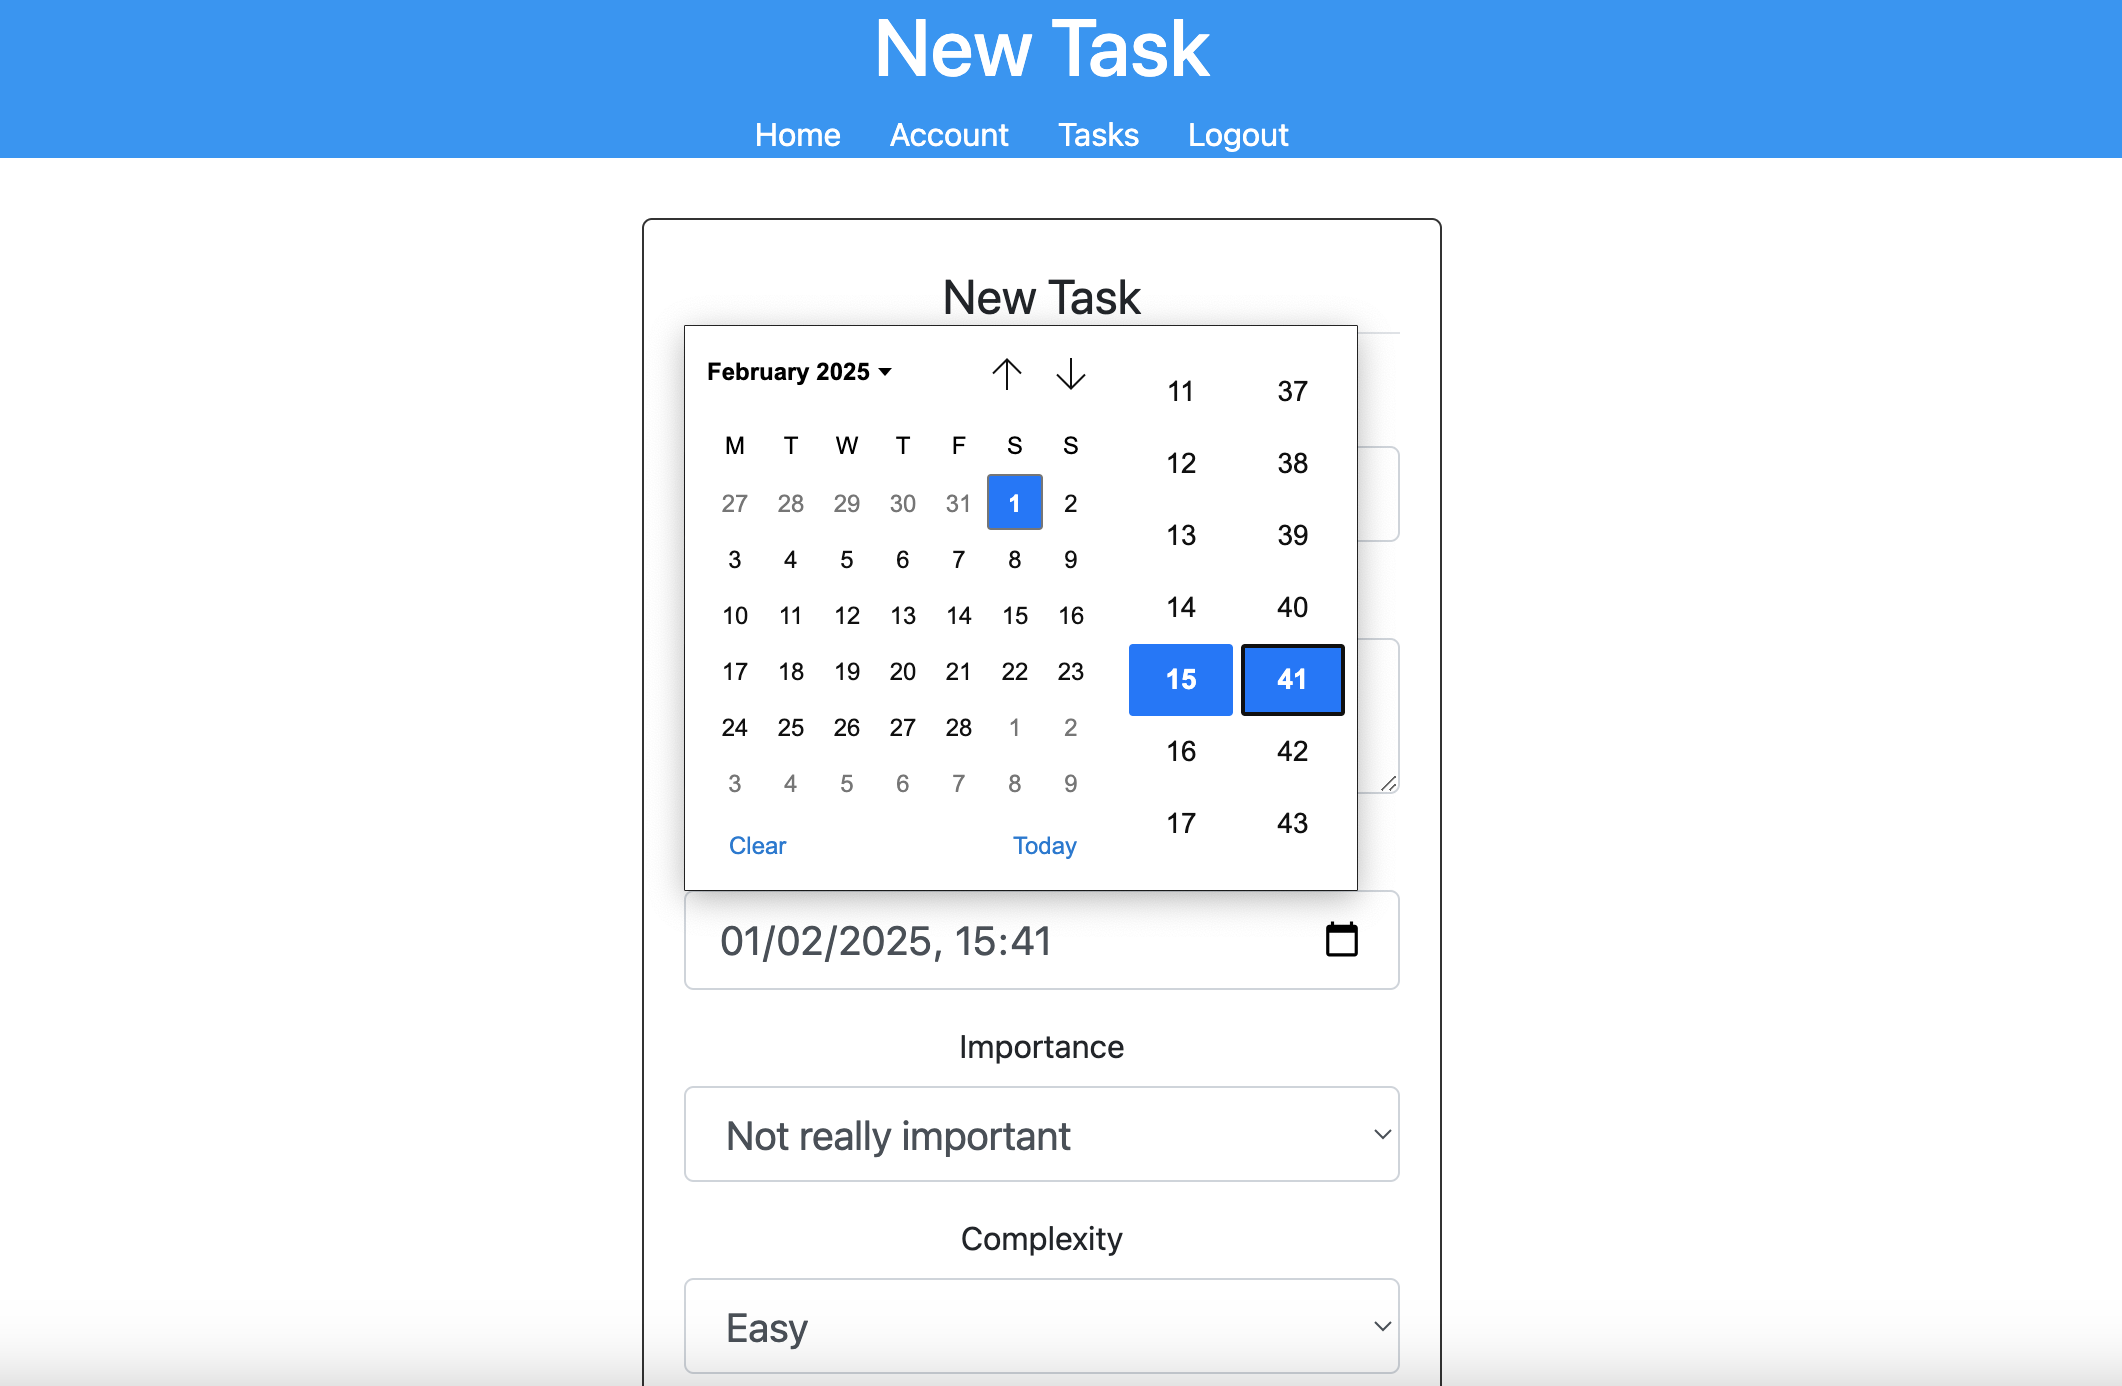 New Task
Home Account Tasks Logout
New Task
February 2025
M T W T F S S
27 28 29 30 31 1 2
3 4 5 6 7 8 9
10 11 12 13 14 15 16
17 18 19 20 21 22 23
24 25 26 27 28 1 2
3 4 5 6 7 8 9
Clear Today
11 37
12 38
13 39
14 40
15 41
16 42
17 43
01/02/2025, 15:41
Importance
Not really important
Complexity
Easy